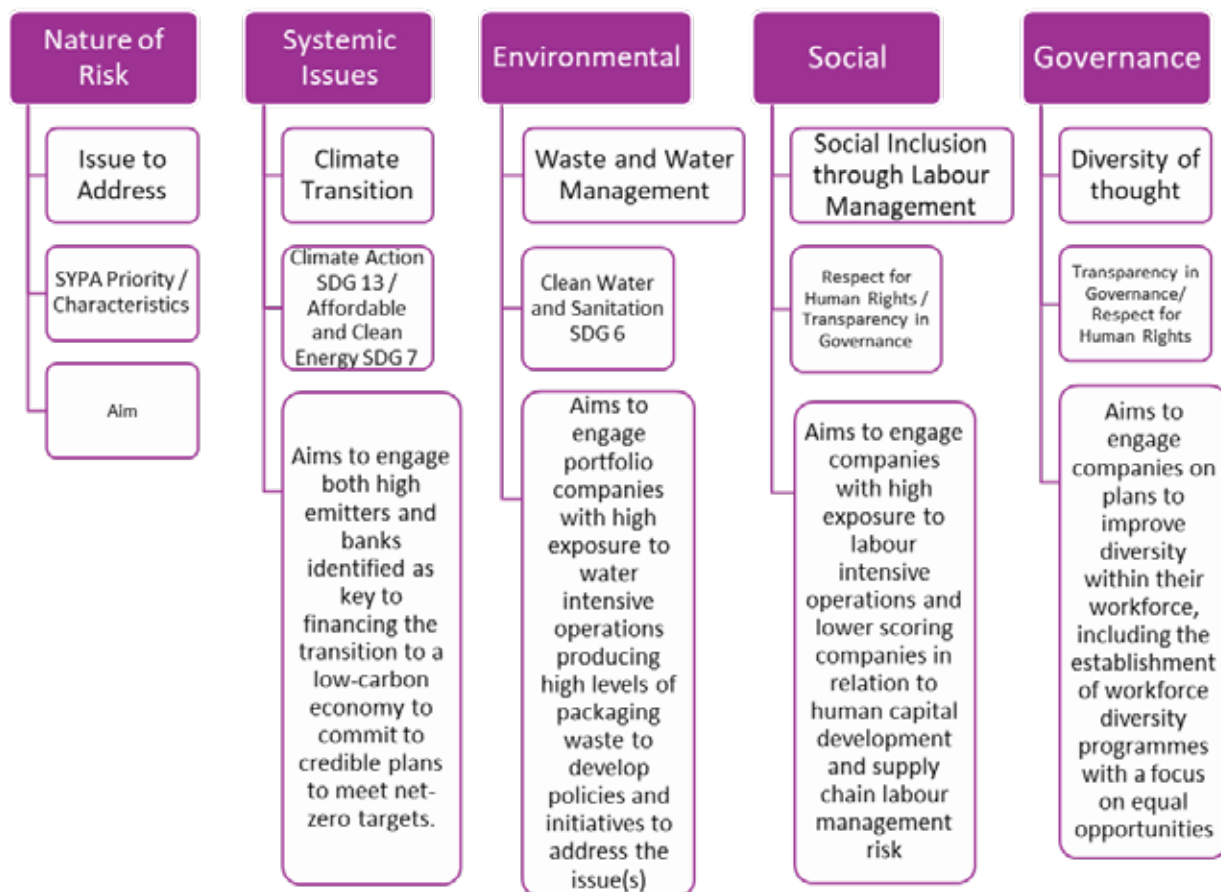 Nature of
Risk
Issue to
Address
SYPA Priority /
Characteristics
Aim
Systemic
Issues
Climate
Transition
Climate Action
SDG 13 /
Affordable
and Clean
Energy SDG 7
Aims to engage
both high
emitters and
banks
identified as
key to
financing the
transition to a
low-carbon
economy to
commit to
credible plans
to meet net-
zero targets.
Environmental
Waste and Water
Management
Clean Water
and Sanitation
SDG 6
Aims to
engage
portfolio
companies
with high
exposure to
water
intensive
operations
producing
high levels of
packaging
waste to
develop
policies and
initiatives to
address the
issue(s)
Social
Social Inclusion
through Labour
Management
Respect for
Human Rights /
Transparency in
Governance
Aims to engage
companies
with high
exposure to
labour
intensive
operations and
lower scoring
companies in
relation to
human capital
development
and supply
chain labour
management
risk
Governance
Diversity of
thought
Transparency in
Governance/
Respect for
Human Rights
Aims to
engage
companies on
plans to
improve
diversity
within their
workforce,
including the
establishment
of workforce
diversity
programmes
with a focus
on equal
opportunities